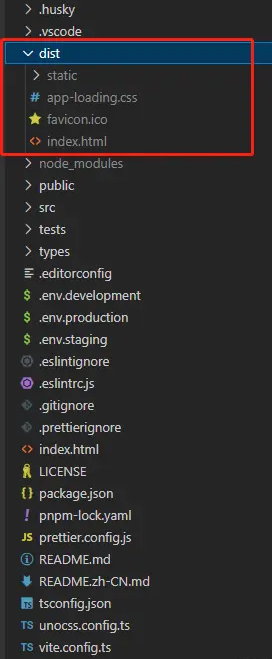 .husky
.vscode
dist
static
app-loading.css
favicon.ico
index.html
node_modules
public
src
tests
types
.editorconfig
.env.development
.env.production
.env.staging
.eslintignore
.eslintrc.js
.gitignore
.prettierignore
index.html
LICENSE
package.json
pnpm-lock.yaml
prettier.config.js
README.md
README.zh-CN.md
tsconfig.json
unocss.config.ts
vite.config.ts